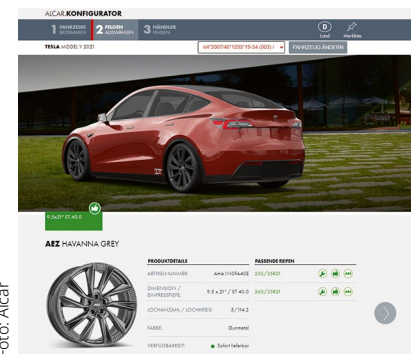 ALCAR.KONFIGURATOR
1 FAHRZEUG BESTIMMEN 2 FELGEN AUSWÄHLEN 3 HÄNDLER FINDEN D Land Merkliste
TESLA MODEL Y 2021 FAHRZEUG ÄNDERN
9.5x21" ET 40.0
AEZ HAVANNA GREY
PRODUKTDETAILS PASSENDE REIFEN
ARTIKELNUMMER: 255/35R21
DIMENSION / EINPRESSTIEFE: 9.5 x 21" / ET 40.0 265/35R21
LOCHANZAHL / LOCHKREIS: 5/114.3
FARBE: Gunmetal
VERFÜGBARKEIT: Sofort lieferbar
Foto: Alcar